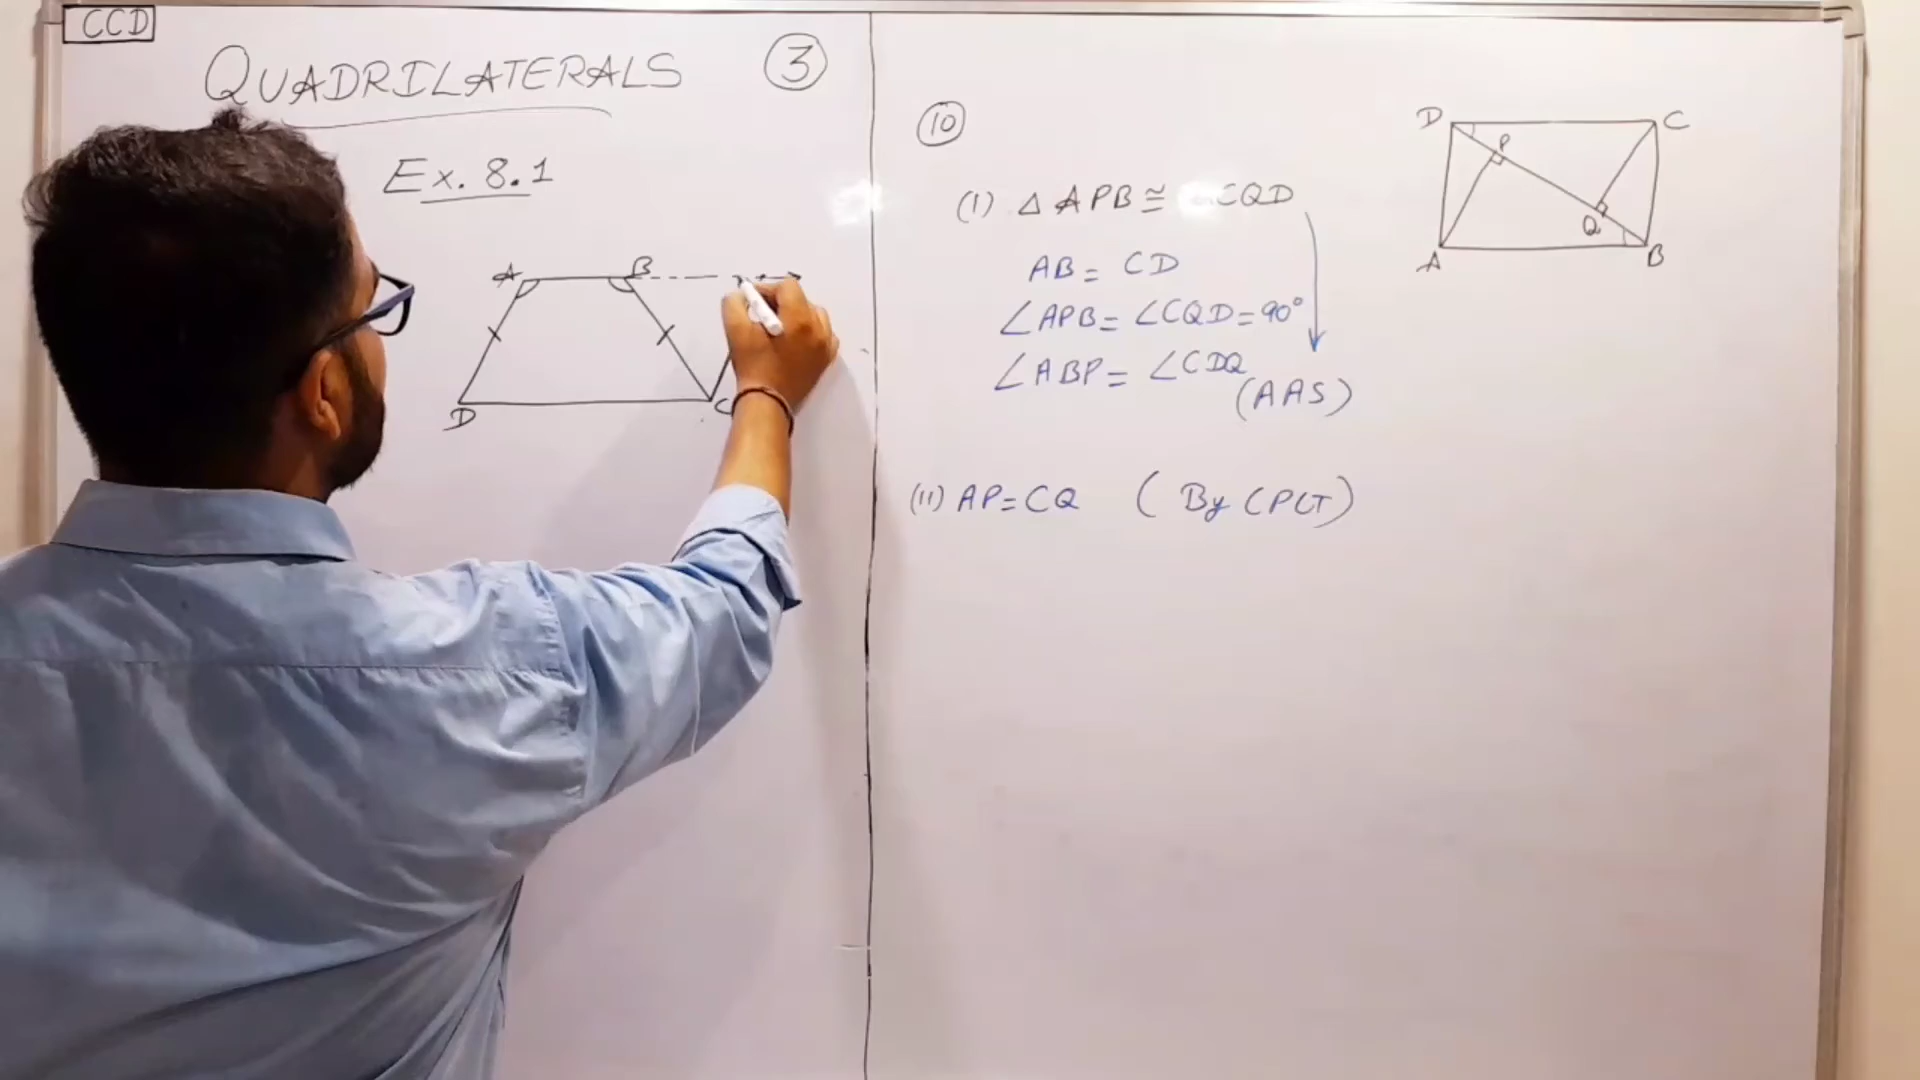 CCD
QUADRILATERALS
3
Ex. 8.1
A
B
D
C
10
D
C
P
Q
A
B
(1) △ APB ≅ CQD
AB = CD
∠APB = ∠CQD = 90°
∠ABP = ∠CDQ
(AAS)
(11) AP = CQ ( By CPCT )